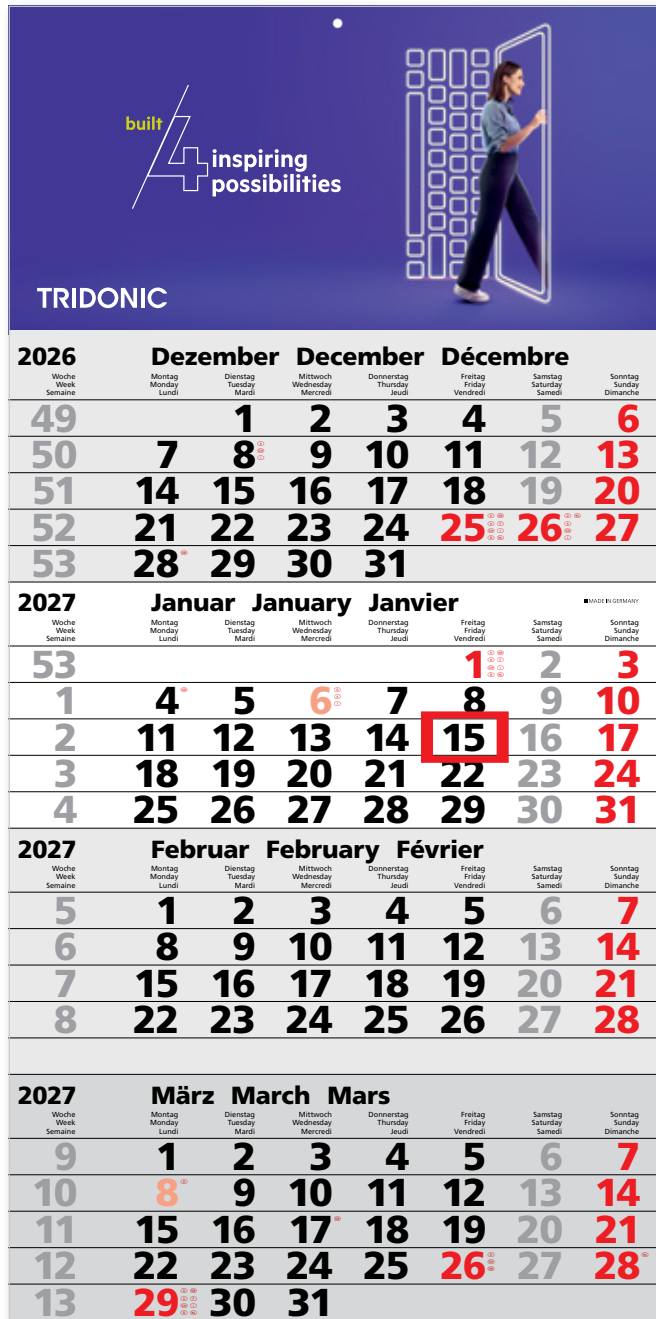 built
4 inspiring
possibilities
TRIDONIC
2026 Dezember December Décembre
Woche Montag Dienstag Mittwoch Donnerstag Freitag Samstag Sonntag
Week Monday Tuesday Wednesday Thursday Friday Saturday Sunday
Semaine Lundi Mardi Mercredi Jeudi Vendredi Samedi Dimanche
49 1 2 3 4 5 6
50 7 8 9 10 11 12 13
51 14 15 16 17 18 19 20
52 21 22 23 24 25 26 27
53 28 29 30 31
2027 Januar January Janvier MADE IN GERMANY
Woche Montag Dienstag Mittwoch Donnerstag Freitag Samstag Sonntag
Week Monday Tuesday Wednesday Thursday Friday Saturday Sunday
Semaine Lundi Mardi Mercredi Jeudi Vendredi Samedi Dimanche
53 1 2 3
1 4 5 6 7 8 9 10
2 11 12 13 14 15 16 17
3 18 19 20 21 22 23 24
4 25 26 27 28 29 30 31
2027 Februar February Février
Woche Montag Dienstag Mittwoch Donnerstag Freitag Samstag Sonntag
Week Monday Tuesday Wednesday Thursday Friday Saturday Sunday
Semaine Lundi Mardi Mercredi Jeudi Vendredi Samedi Dimanche
5 1 2 3 4 5 6 7
6 8 9 10 11 12 13 14
7 15 16 17 18 19 20 21
8 22 23 24 25 26 27 28
2027 März March Mars
Woche Montag Dienstag Mittwoch Donnerstag Freitag Samstag Sonntag
Week Monday Tuesday Wednesday Thursday Friday Saturday Sunday
Semaine Lundi Mardi Mercredi Jeudi Vendredi Samedi Dimanche
9 1 2 3 4 5 6 7
10 8 9 10 11 12 13 14
11 15 16 17 18 19 20 21
12 22 23 24 25 26 27 28
13 29 30 31